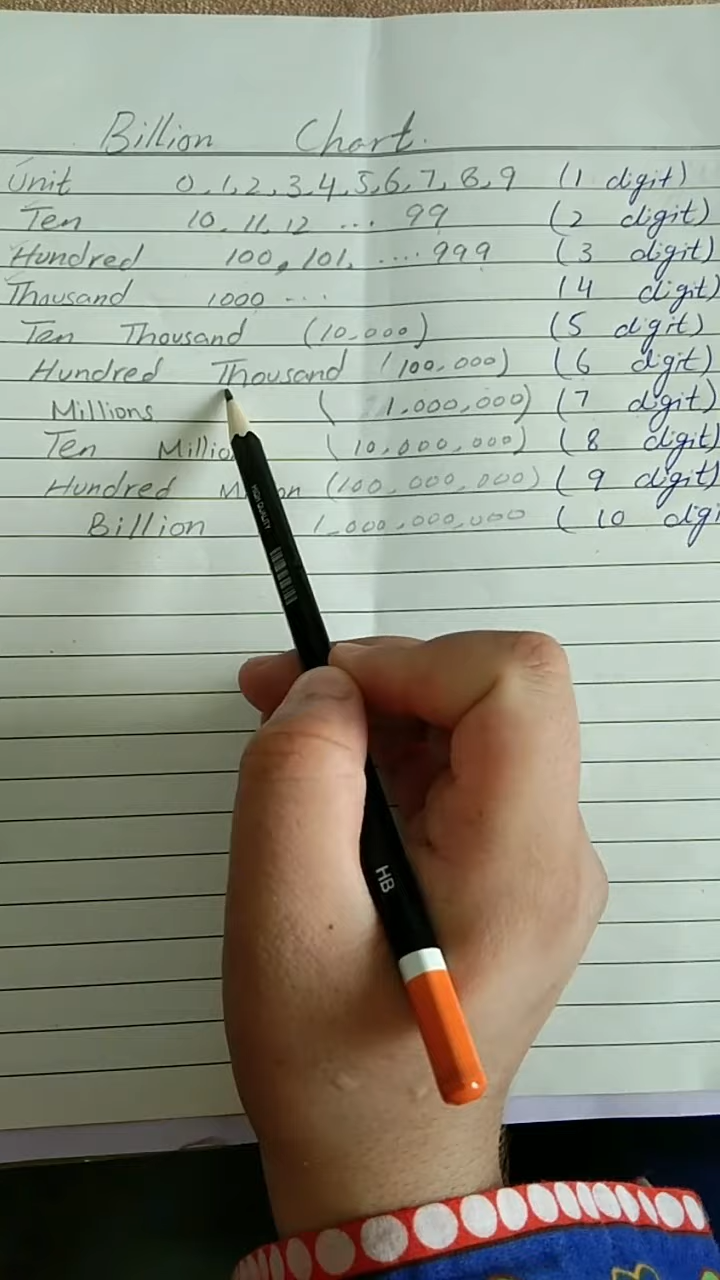 Billion Chart.
Unit 0, 1, 2, 3, 4, 5, 6, 7, 8, 9 (1 digit)
Ten 10, 11, 12 ... 99 (2 digit)
Hundred 100, 101, .... 999 (3 digit)
Thousand 1000 ... (4 digit)
Ten Thousand (10,000) (5 digit)
Hundred Thousand (100,000) (6 digit)
Millions ( 1,000,000) (7 digit)
Ten Millio (10,000,000) (8 digit)
Hundred M on (100,000,000) (9 digit)
Billion 1,000,000,000 (10 digi
HIGH QUALITY
HB